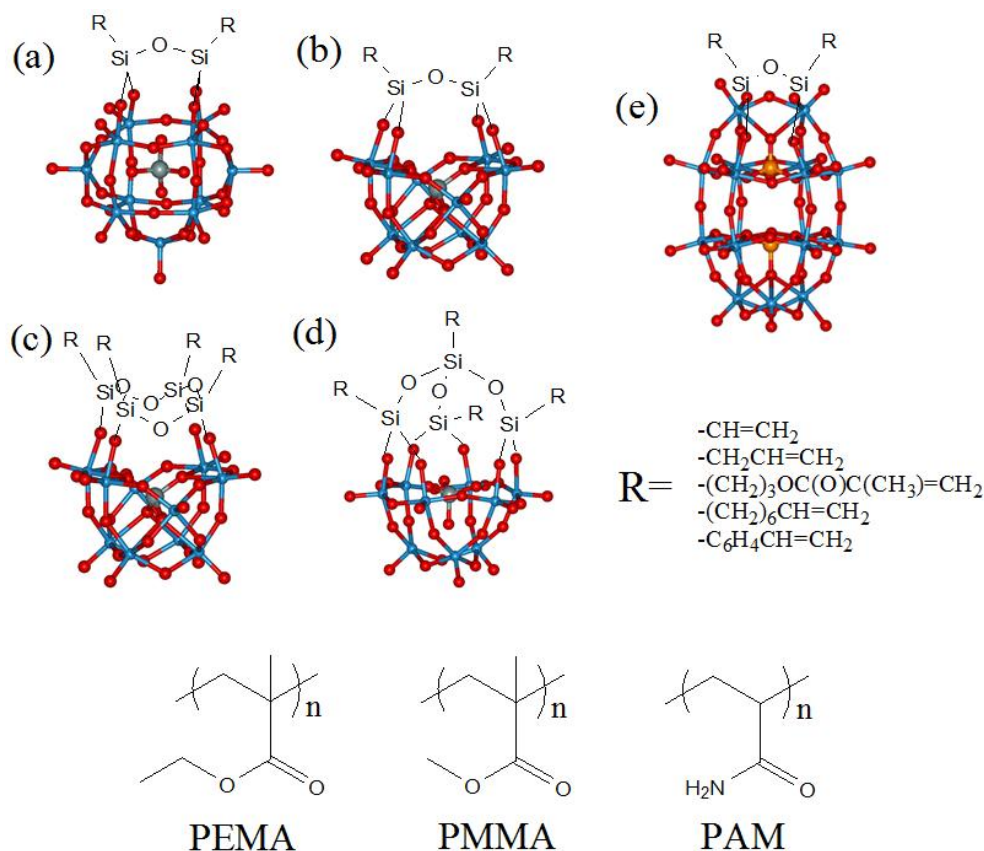 (a)
R R
Si O Si
(b)
R R
Si O Si
(e)
R R
Si O Si
(c)
R R R R
Si O Si O
Si O Si
O
(d)
R
Si
R O O O R
Si Si R Si
R=
-CH=CH₂
-CH₂CH=CH₂
-(CH₂)₃OC(O)C(CH₃)=CH₂
-(CH₂)₆CH=CH₂
-C₆H₄CH=CH₂
n
O O
PEMA
n
O O
PMMA
n
H₂N O
PAM